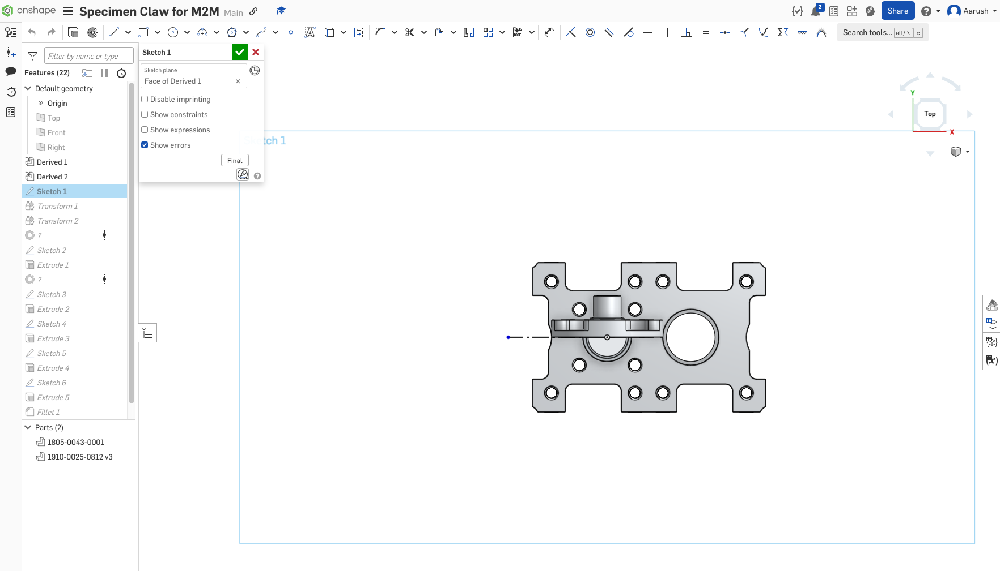 onshape
Specimen Claw for M2M
Main
2
Share
Aarush
DXF
Search tools... alt/⌥ c
Filter by name or type
Features (22)
Default geometry
Origin
Top
Front
Right
Derived 1
Derived 2
Sketch 1
Transform 1
Transform 2
?
Sketch 2
Extrude 1
?
Sketch 3
Extrude 2
Sketch 4
Extrude 3
Sketch 5
Extrude 4
Sketch 6
Extrude 5
Fillet 1
Parts (2)
1805-0043-0001
1910-0025-0812 v3
Sketch 1
Sketch plane
Face of Derived 1
Disable imprinting
Show constraints
Show expressions
Show errors
Final
tch 1
Y
Top
X
(x)